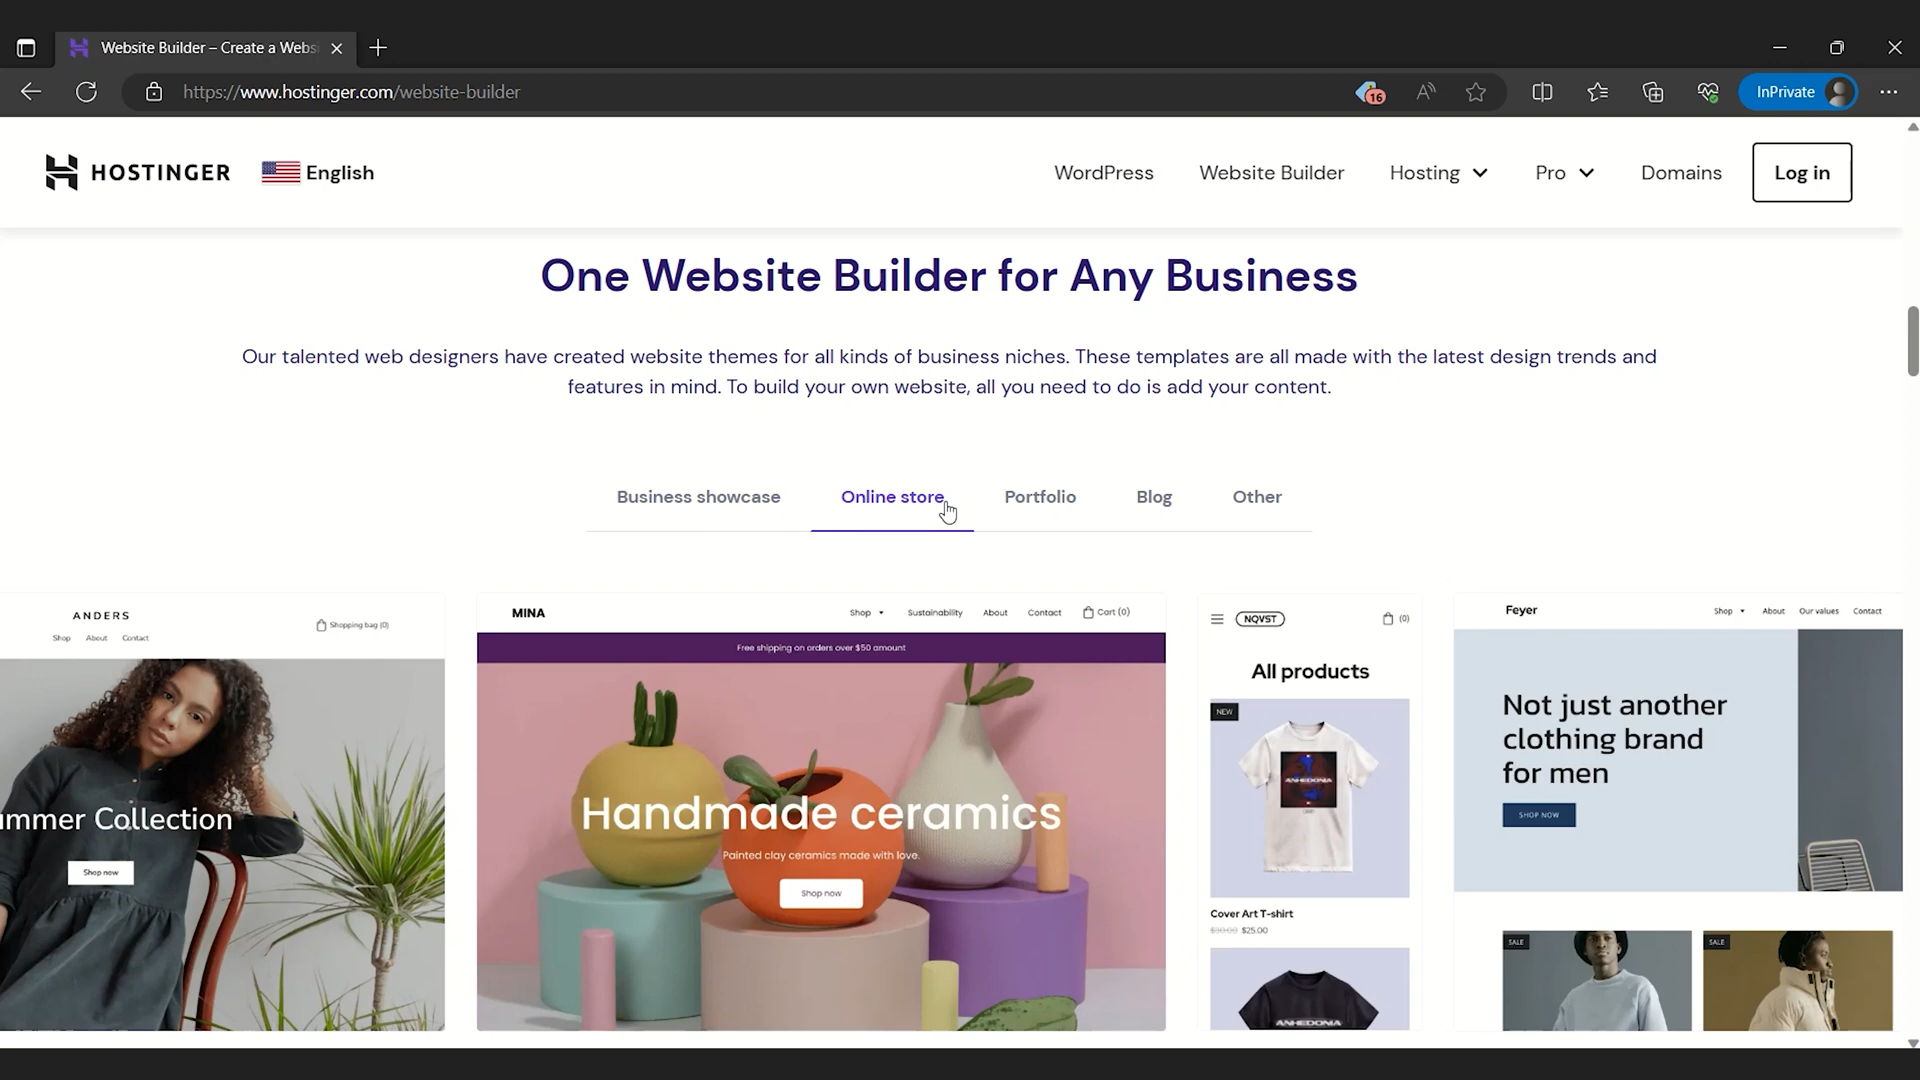 Website Builder – Create a Webs
https://www.hostinger.com/website-builder
16
InPrivate
HOSTINGER
English
WordPress
Website Builder
Hosting
Pro
Domains
Log in
One Website Builder for Any Business
Our talented web designers have created website themes for all kinds of business niches. These templates are all made with the latest design trends and
features in mind. To build your own website, all you need to do is add your content.
Business showcase
Online store
Portfolio
Blog
Other
ANDERS
Shop About Contact
Shopping bag (0)
ummer Collection
Shop now
MINA
Shop
Sustainability
About
Contact
Cart (0)
Free shipping on orders over $50 amount
Handmade ceramics
Painted clay ceramics made with love.
Shop now
NQVST
(0)
All products
NEW
ANHEDONIA
Cover Art T-shirt
$30.00 $25.00
ANHEDONIA
Feyer
Shop
About
Our values
Contact
Not just another
clothing brand
for men
SHOP NOW
SALE
SALE